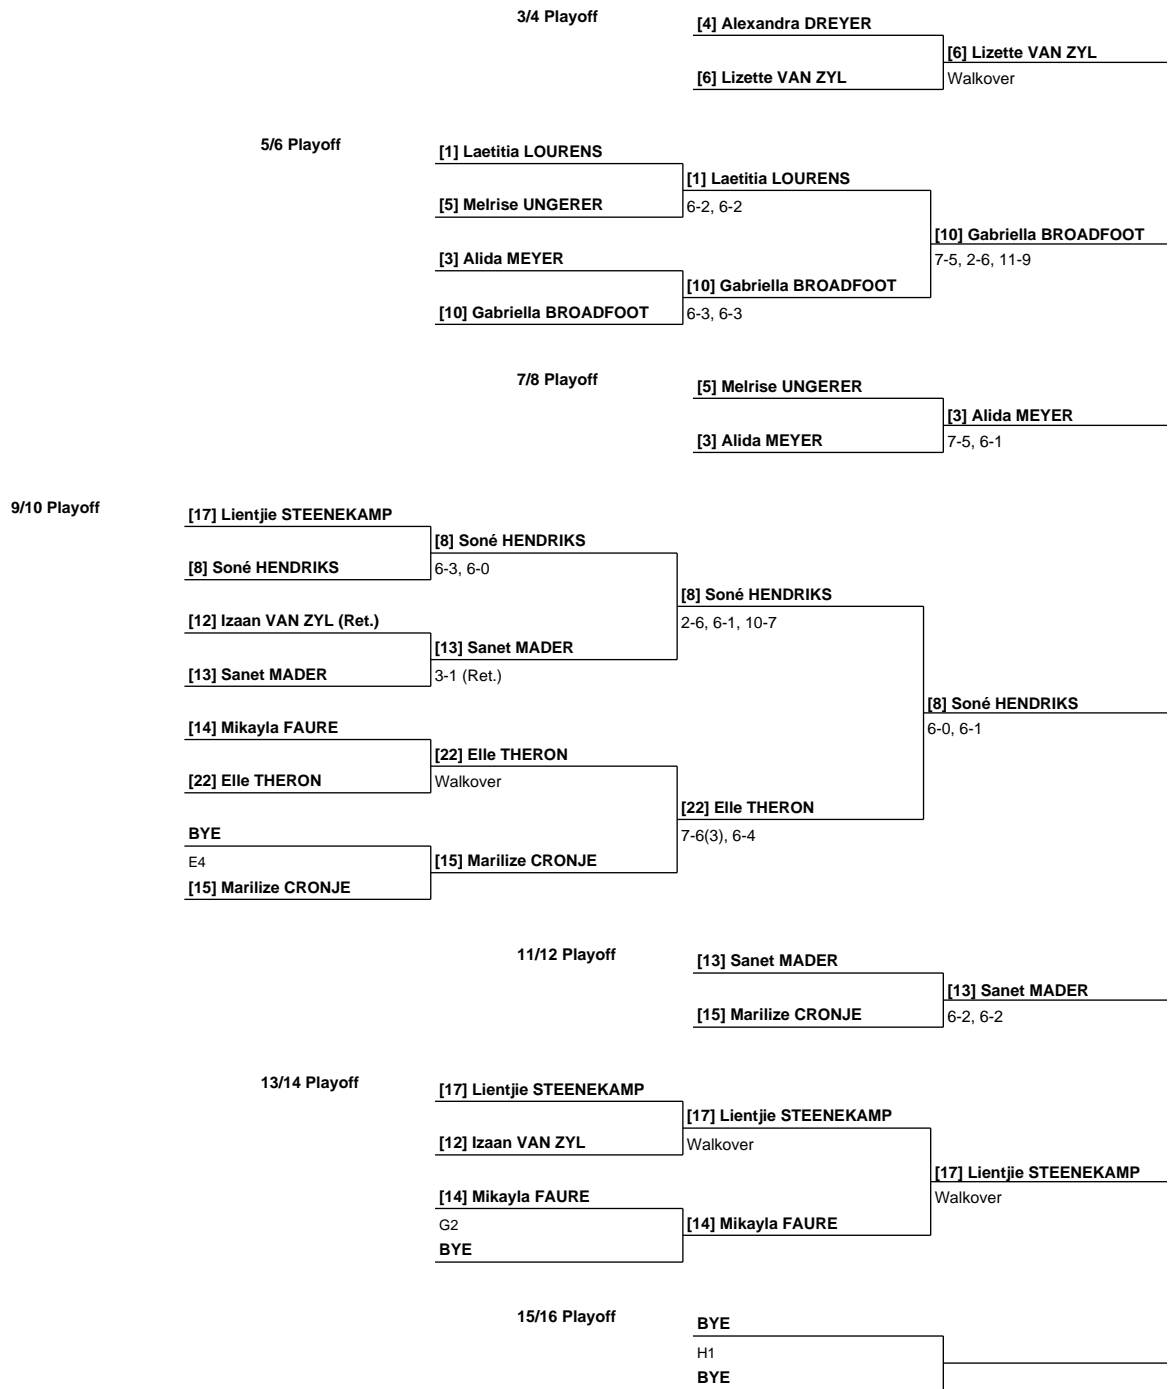 3/4 Playoff
[4] Alexandra DREYER
[6] Lizette VAN ZYL
[6] Lizette VAN ZYL
Walkover
5/6 Playoff
[1] Laetitia LOURENS
[1] Laetitia LOURENS
[5] Melrise UNGERER
6-2, 6-2
[10] Gabriella BROADFOOT
7-5, 2-6, 11-9
[3] Alida MEYER
[10] Gabriella BROADFOOT
[10] Gabriella BROADFOOT
6-3, 6-3
7/8 Playoff
[5] Melrise UNGERER
[3] Alida MEYER
[3] Alida MEYER
7-5, 6-1
9/10 Playoff
[17] Lientjie STEENEKAMP
[8] Soné HENDRIKS
[8] Soné HENDRIKS
6-3, 6-0
[8] Soné HENDRIKS
2-6, 6-1, 10-7
[12] Izaan VAN ZYL (Ret.)
[13] Sanet MADER
[13] Sanet MADER
3-1 (Ret.)
[8] Soné HENDRIKS
6-0, 6-1
[14] Mikayla FAURE
[22] Elle THERON
[22] Elle THERON
Walkover
[22] Elle THERON
7-6(3), 6-4
BYE
E4
[15] Marilize CRONJE
[15] Marilize CRONJE
11/12 Playoff
[13] Sanet MADER
[13] Sanet MADER
[15] Marilize CRONJE
6-2, 6-2
13/14 Playoff
[17] Lientjie STEENEKAMP
[17] Lientjie STEENEKAMP
[12] Izaan VAN ZYL
Walkover
[17] Lientjie STEENEKAMP
Walkover
[14] Mikayla FAURE
G2
[14] Mikayla FAURE
BYE
15/16 Playoff
BYE
H1
BYE